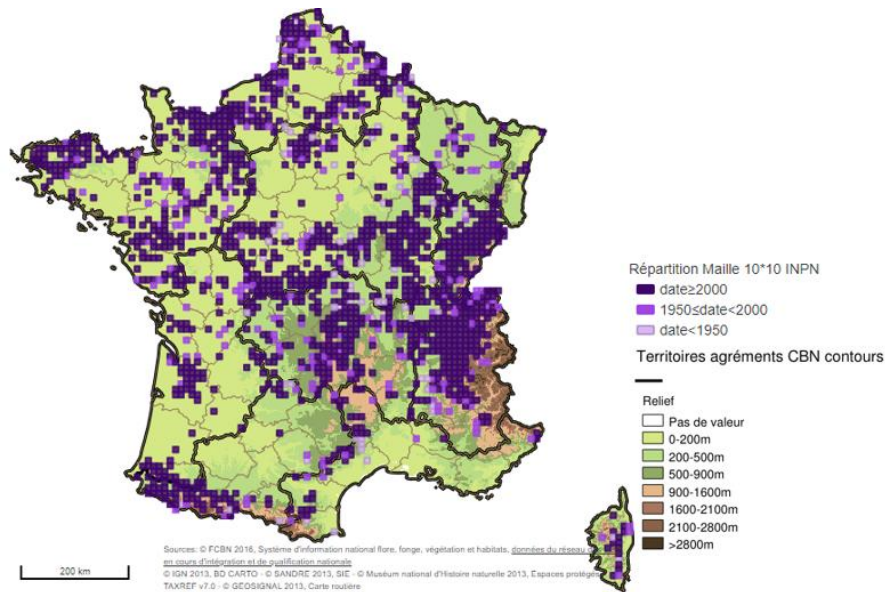 Répartition Maille 10*10 INPN
date≥2000
1950≤date<2000
date<1950
Territoires agréments CBN contours
Relief
Pas de valeur
0-200m
200-500m
500-900m
900-1600m
1600-2100m
2100-2800m
>2800m
Sources: © FCBN 2016, Système d'information national flore, fonge, végétation et habitats, données du réseau
en cours d'intégration et de qualification nationale
© IGN 2013, BD CARTO - © SANDRE 2013, SIE - © Muséum national d'Histoire naturelle 2013, Espaces protégés
TAXREF v7.0 - © GEOSIGNAL 2013, Carte routière
200 km